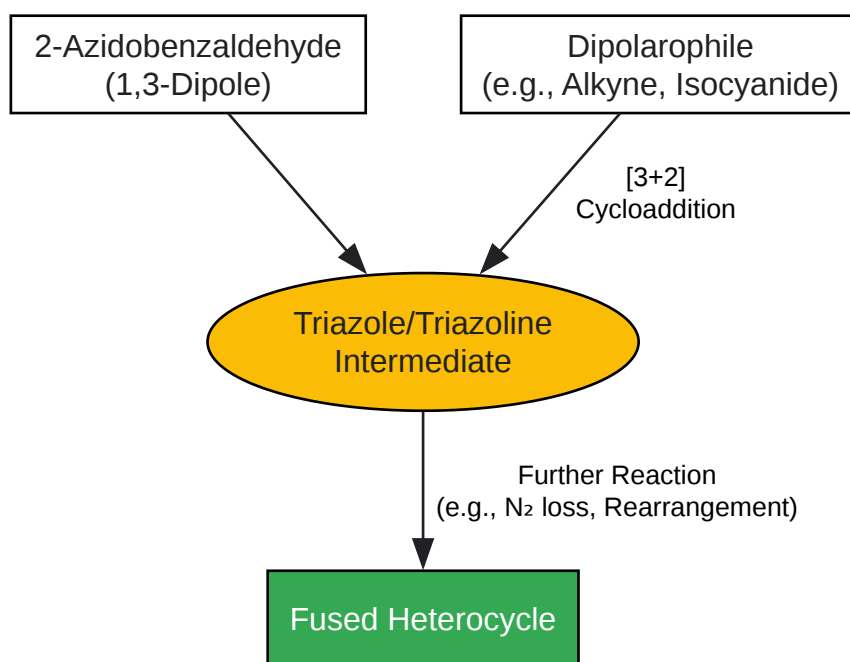 2-Azidobenzaldehyde
(1,3-Dipole)
Dipolarophile
(e.g., Alkyne, Isocyanide)
[3+2]
Cycloaddition
Triazole/Triazoline
Intermediate
Further Reaction
(e.g., N₂ loss, Rearrangement)
Fused Heterocycle